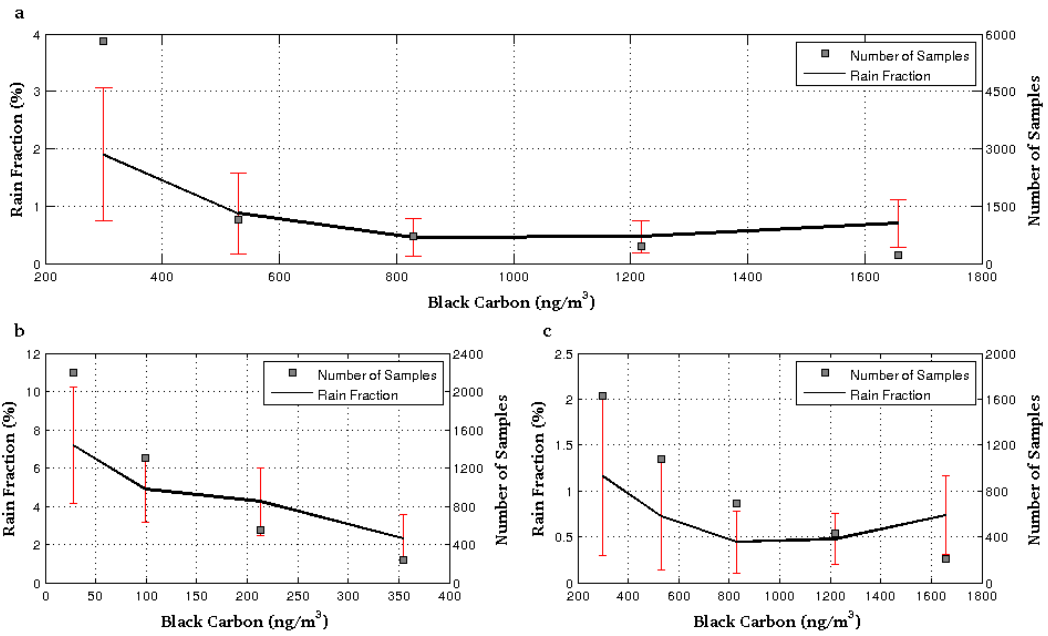 a
4
3
2
1
0
Rain Fraction (%)
6000
4500
3000
1500
0
Number of Samples
Number of Samples
Rain Fraction
200 400 600 800 1000 1200 1400 1600 1800
Black Carbon (ng/m³)
b
12
10
8
6
4
2
0
Rain Fraction (%)
2400
2000
1600
1200
800
400
0
Number of Samples
Number of Samples
Rain Fraction
0 50 100 150 200 250 300 350 400
Black Carbon (ng/m³)
c
2.5
2
1.5
1
0.5
0
Rain Fraction (%)
2000
1600
1200
800
400
0
Number of Samples
Number of Samples
Rain Fraction
200 400 600 800 1000 1200 1400 1600 1800
Black Carbon (ng/m³)